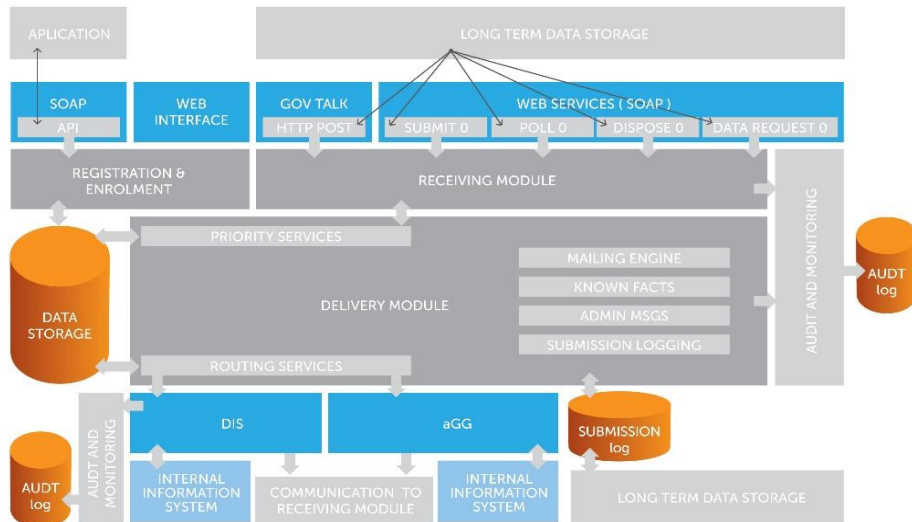 APLICATION
LONG TERM DATA STORAGE
SOAP
API
WEB
INTERFACE
GOV TALK
HTTP POST
WEB SERVICES ( SOAP )
SUBMIT 0
POLL 0
DISPOSE 0
DATA REQUEST 0
REGISTRATION &
ENROLMENT
RECEIVING MODULE
AUDIT AND MONITORING
AUDT
log
DATA
STORAGE
PRIORITY SERVICES
DELIVERY MODULE
MAILING ENGINE
KNOWN FACTS
ADMIN MSGS
SUBMISSION LOGGING
ROUTING SERVICES
AUDT AND
MONITORING
AUDT
log
DIS
aGG
SUBMISSION
log
INTERNAL
INFORMATION
SYSTEM
COMMUNICATION TO
RECEIVING MODULE
INTERNAL
INFORMATION
SYSTEM
LONG TERM DATA STORAGE